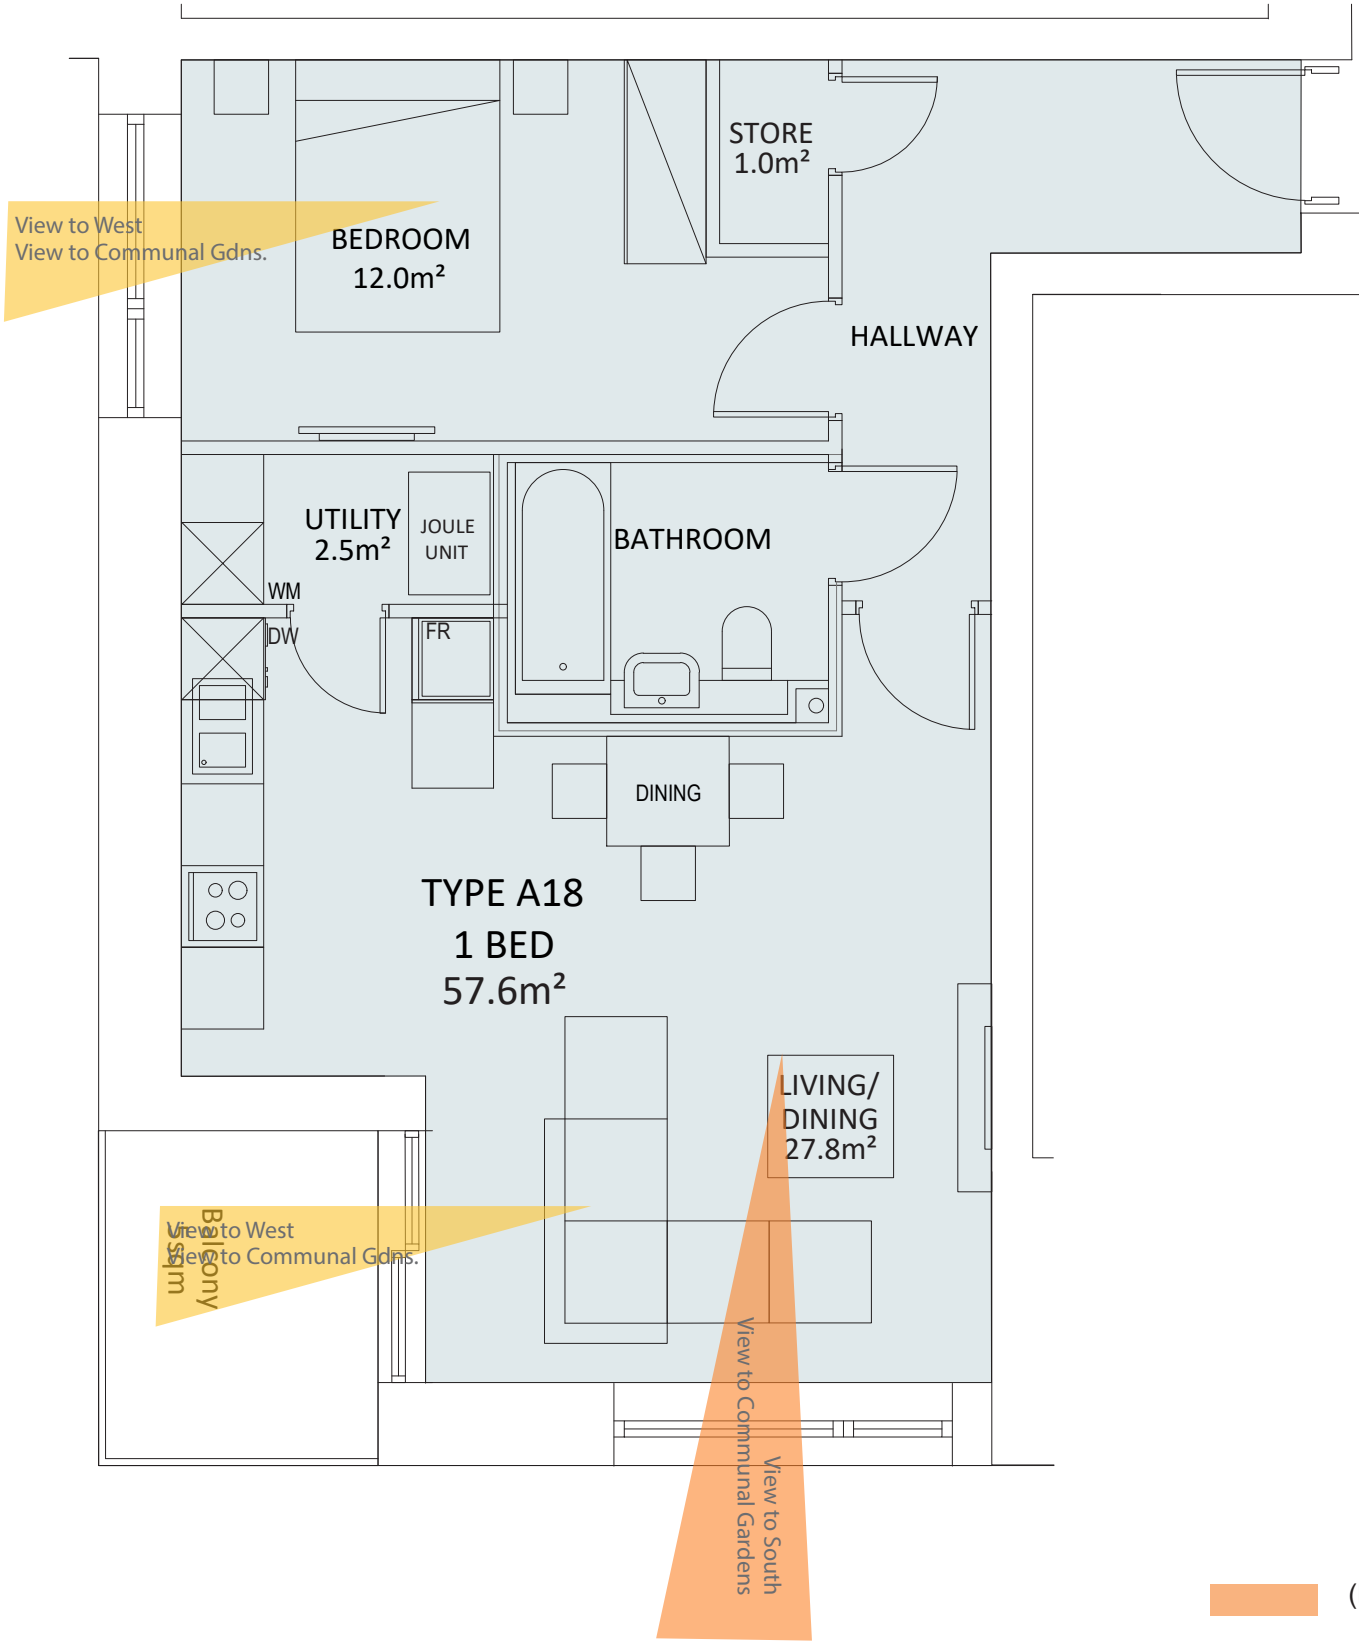 STORE
1.0m²
View to West
View to Communal Gdns.
BEDROOM
12.0m²
HALLWAY
UTILITY
2.5m²
JOULE
UNIT
BATHROOM
WM
DW
FR
DINING
TYPE A18
1 BED
57.6m²
LIVING/
DINING
27.8m²
Balcony
5sqm
View to West
View to Communal Gdns.
View to South
View to Communal Gardens
(